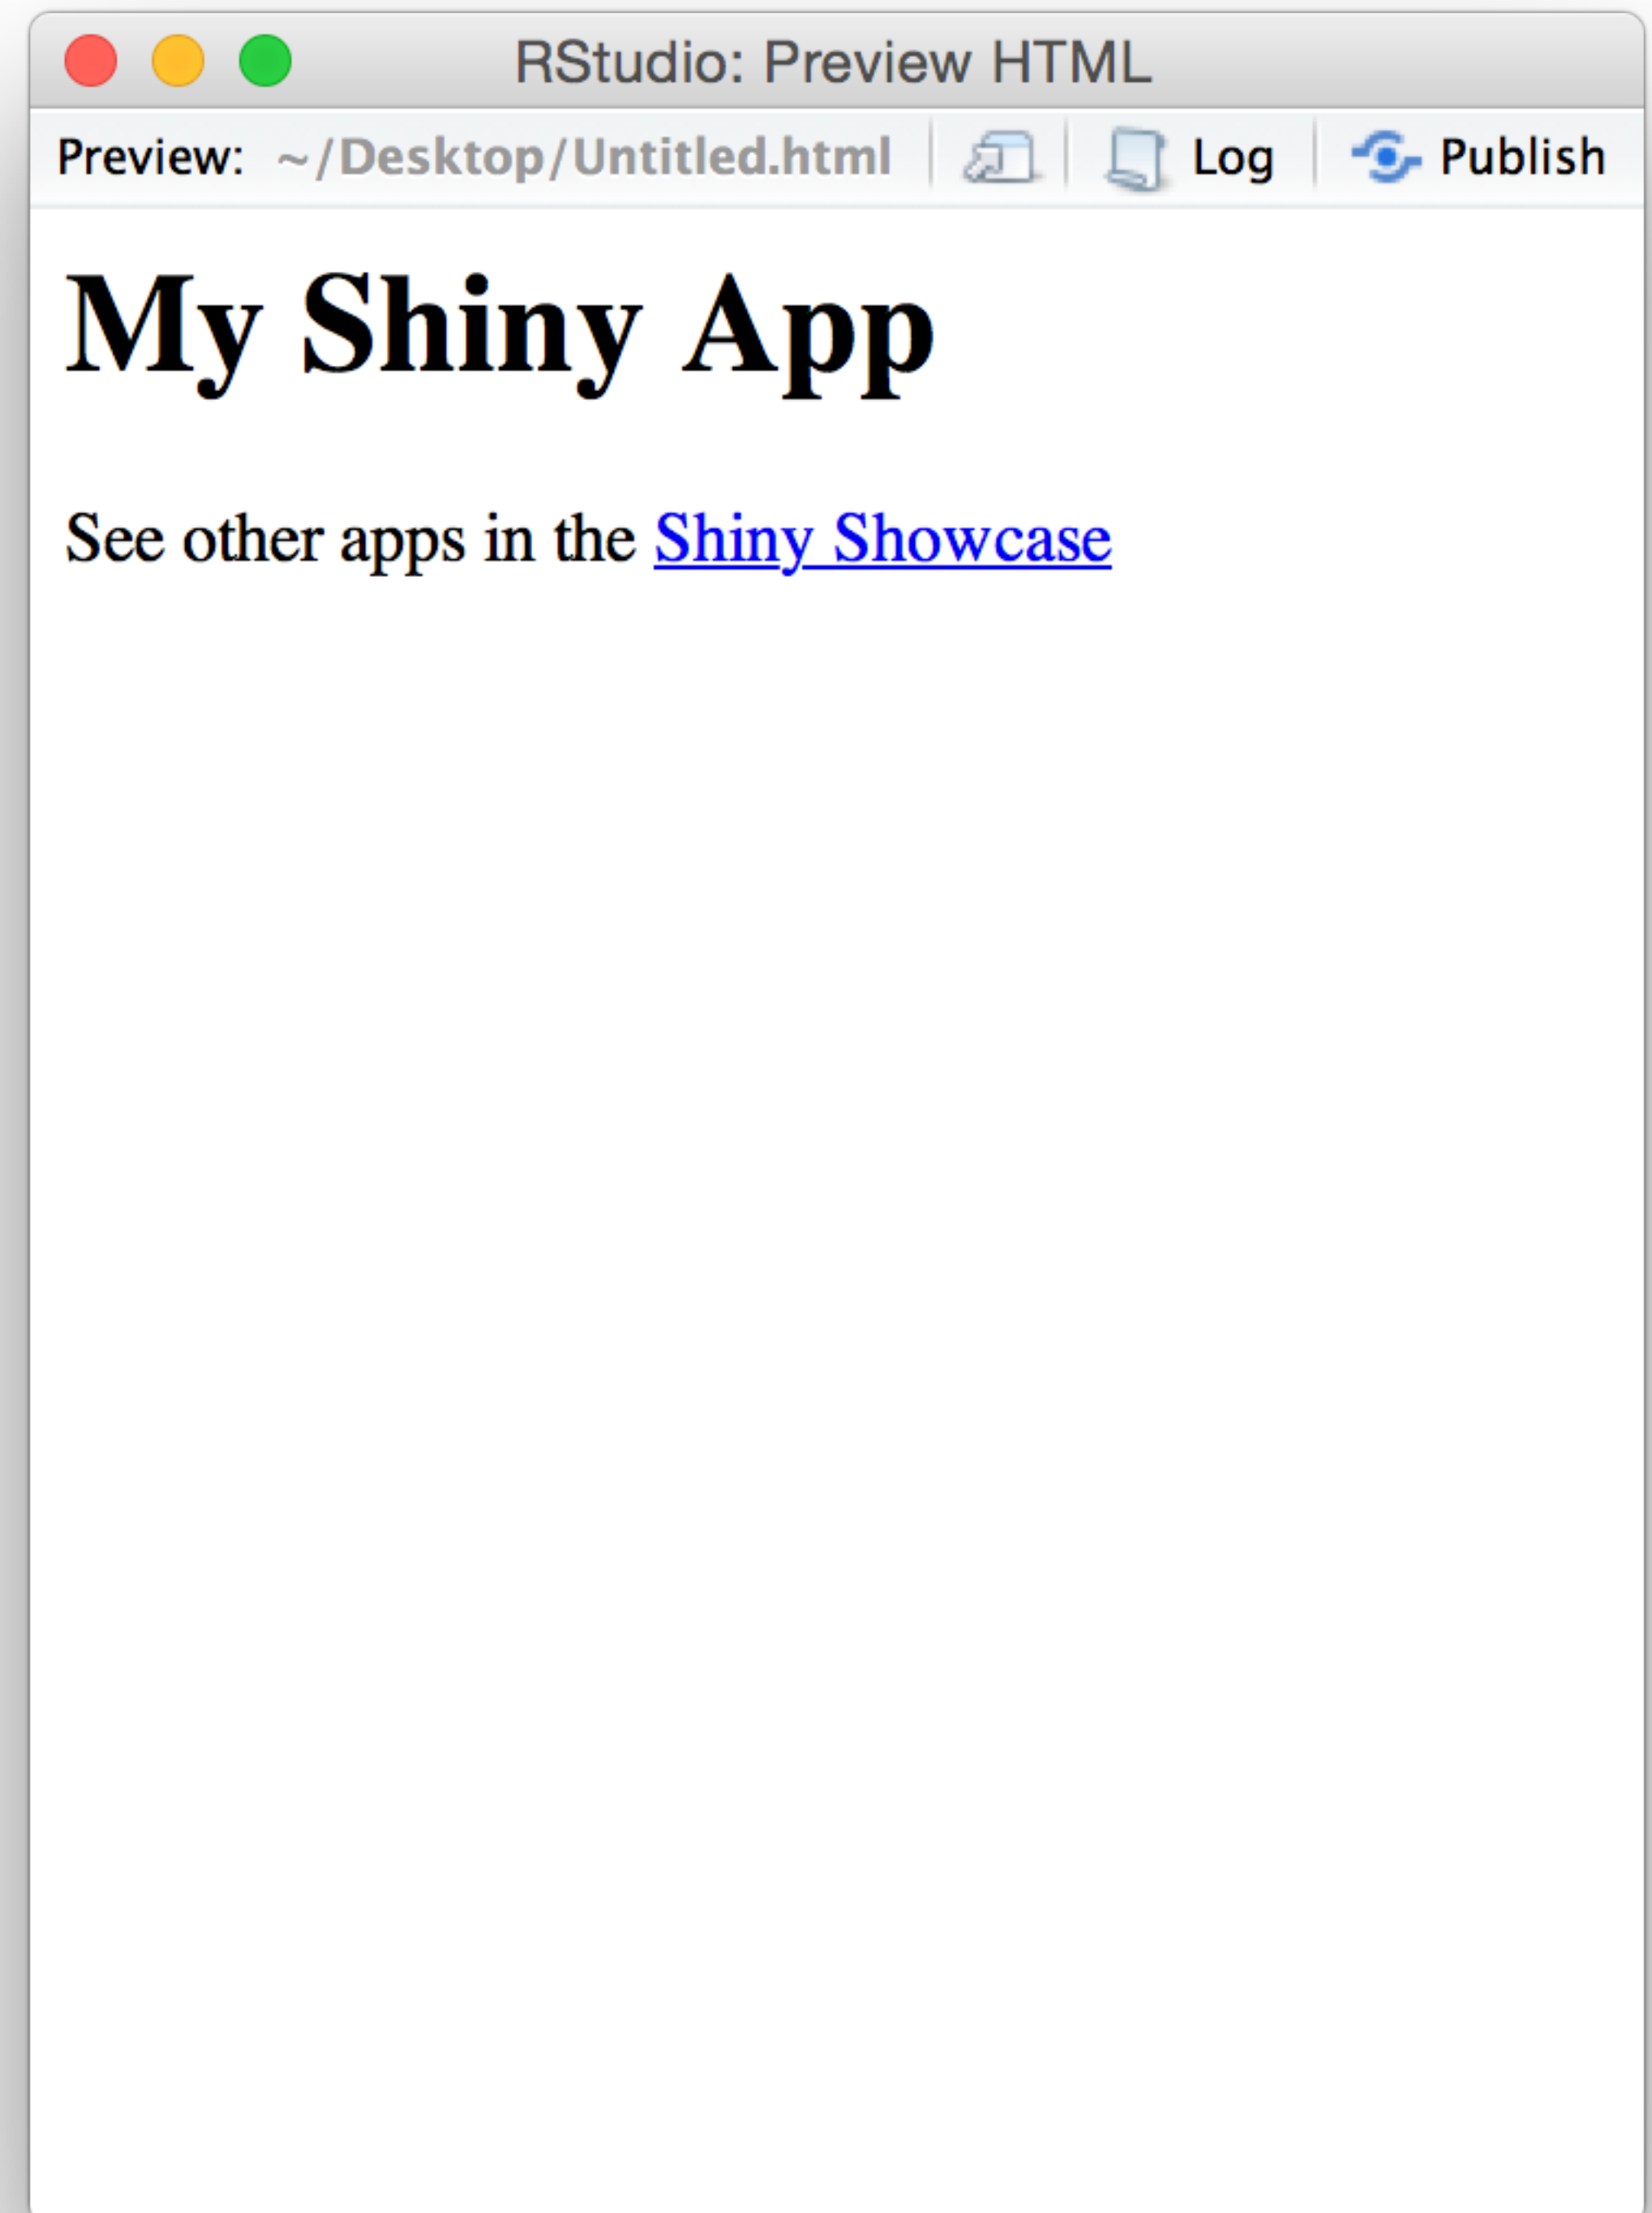 RStudio: Preview HTML
Preview: ~/Desktop/Untitled.html Log Publish
My Shiny App
See other apps in the Shiny Showcase